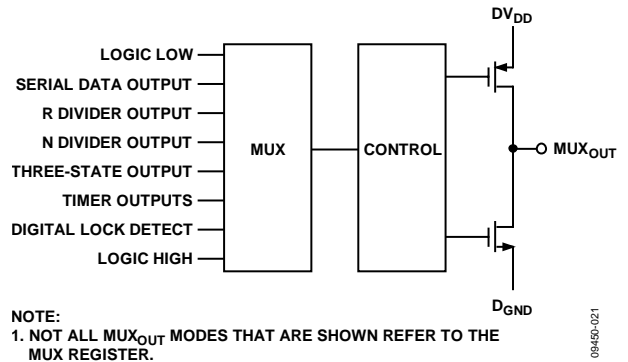 DVDD
LOGIC LOW
SERIAL DATA OUTPUT
R DIVIDER OUTPUT
N DIVIDER OUTPUT
THREE-STATE OUTPUT
TIMER OUTPUTS
DIGITAL LOCK DETECT
LOGIC HIGH
MUX
CONTROL
MUXOUT
DGND
NOTE:
1. NOT ALL MUXOUT MODES THAT ARE SHOWN REFER TO THE
MUX REGISTER.
09450-021